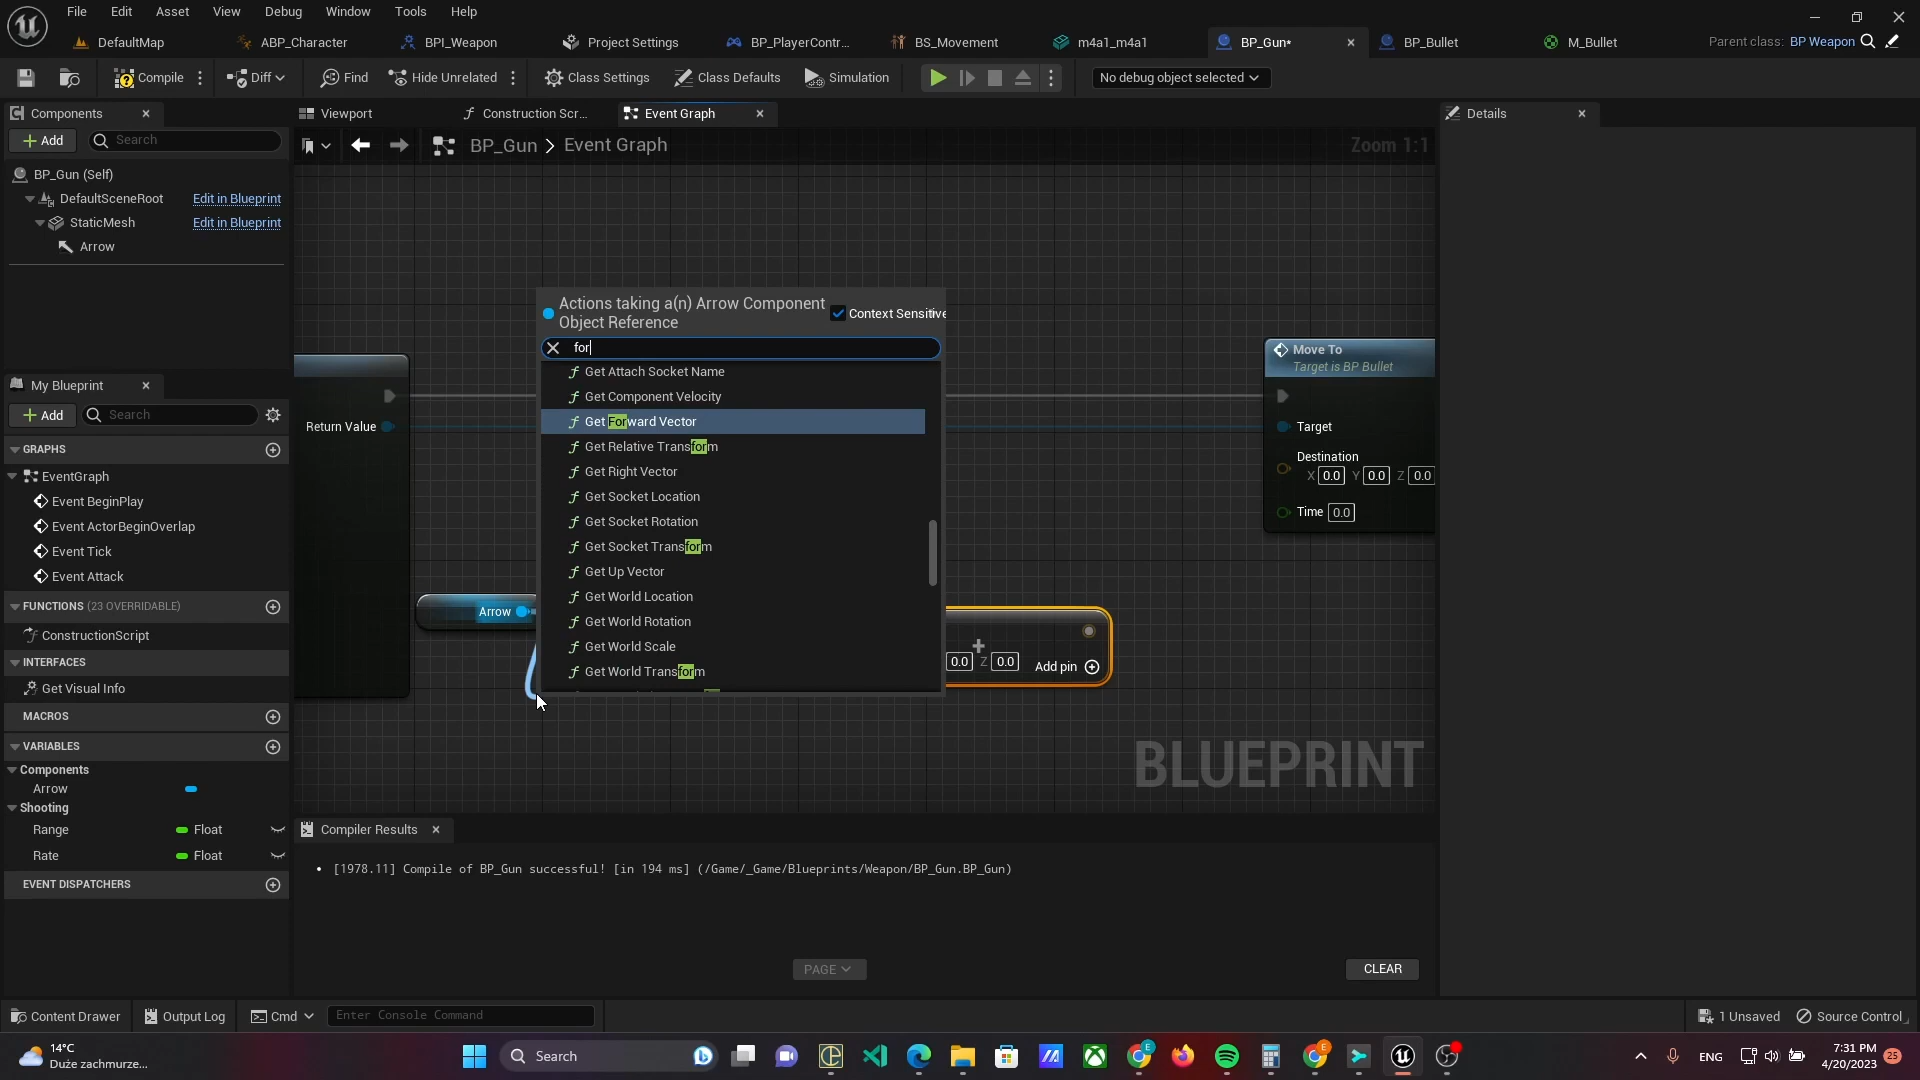 File Edit Asset View Debug Window Tools Help
DefaultMap ABP_Character BPI_Weapon Project Settings BP_PlayerContr... BS_Movement m4a1_m4a1 BP_Gun* BP_Bullet M_Bullet Parent class: BP Weapon
Compile Diff Find Hide Unrelated Class Settings Class Defaults Simulation No debug object selected
Components Viewport Construction Scr... Event Graph Details
Add Search
BP_Gun > Event Graph Zoom 1:1
BP_Gun (Self)
DefaultSceneRoot Edit in Blueprint
StaticMesh Edit in Blueprint
Arrow
My Blueprint
Add Search
GRAPHS
EventGraph
Event BeginPlay
Event ActorBeginOverlap
Event Tick
Event Attack
FUNCTIONS (23 OVERRIDABLE)
ConstructionScript
INTERFACES
Get Visual Info
MACROS
VARIABLES
Components
Arrow
Shooting
Range Float
Rate Float
EVENT DISPATCHERS
Return Value
Arrow
Actions taking a(n) Arrow Component
Object Reference
Context Sensitive
for
Get Attach Socket Name
Get Component Velocity
Get Forward Vector
Get Relative Transform
Get Right Vector
Get Socket Location
Get Socket Rotation
Get Socket Transform
Get Up Vector
Get World Location
Get World Rotation
Get World Scale
Get World Transform
0.0 Z 0.0 Add pin
Move To
Target is BP Bullet
Target
Destination
X 0.0 Y 0.0 Z 0.0
Time 0.0
BLUEPRINT
Compiler Results
[1978.11] Compile of BP_Gun successful! [in 194 ms] (/Game/_Game/Blueprints/Weapon/BP_Gun.BP_Gun)
PAGE CLEAR
Content Drawer Output Log Cmd Enter Console Command 1 Unsaved Source Control
14°C
Duże zachmurze...
Search
E
E
ENG
7:31 PM
4/20/2023
25